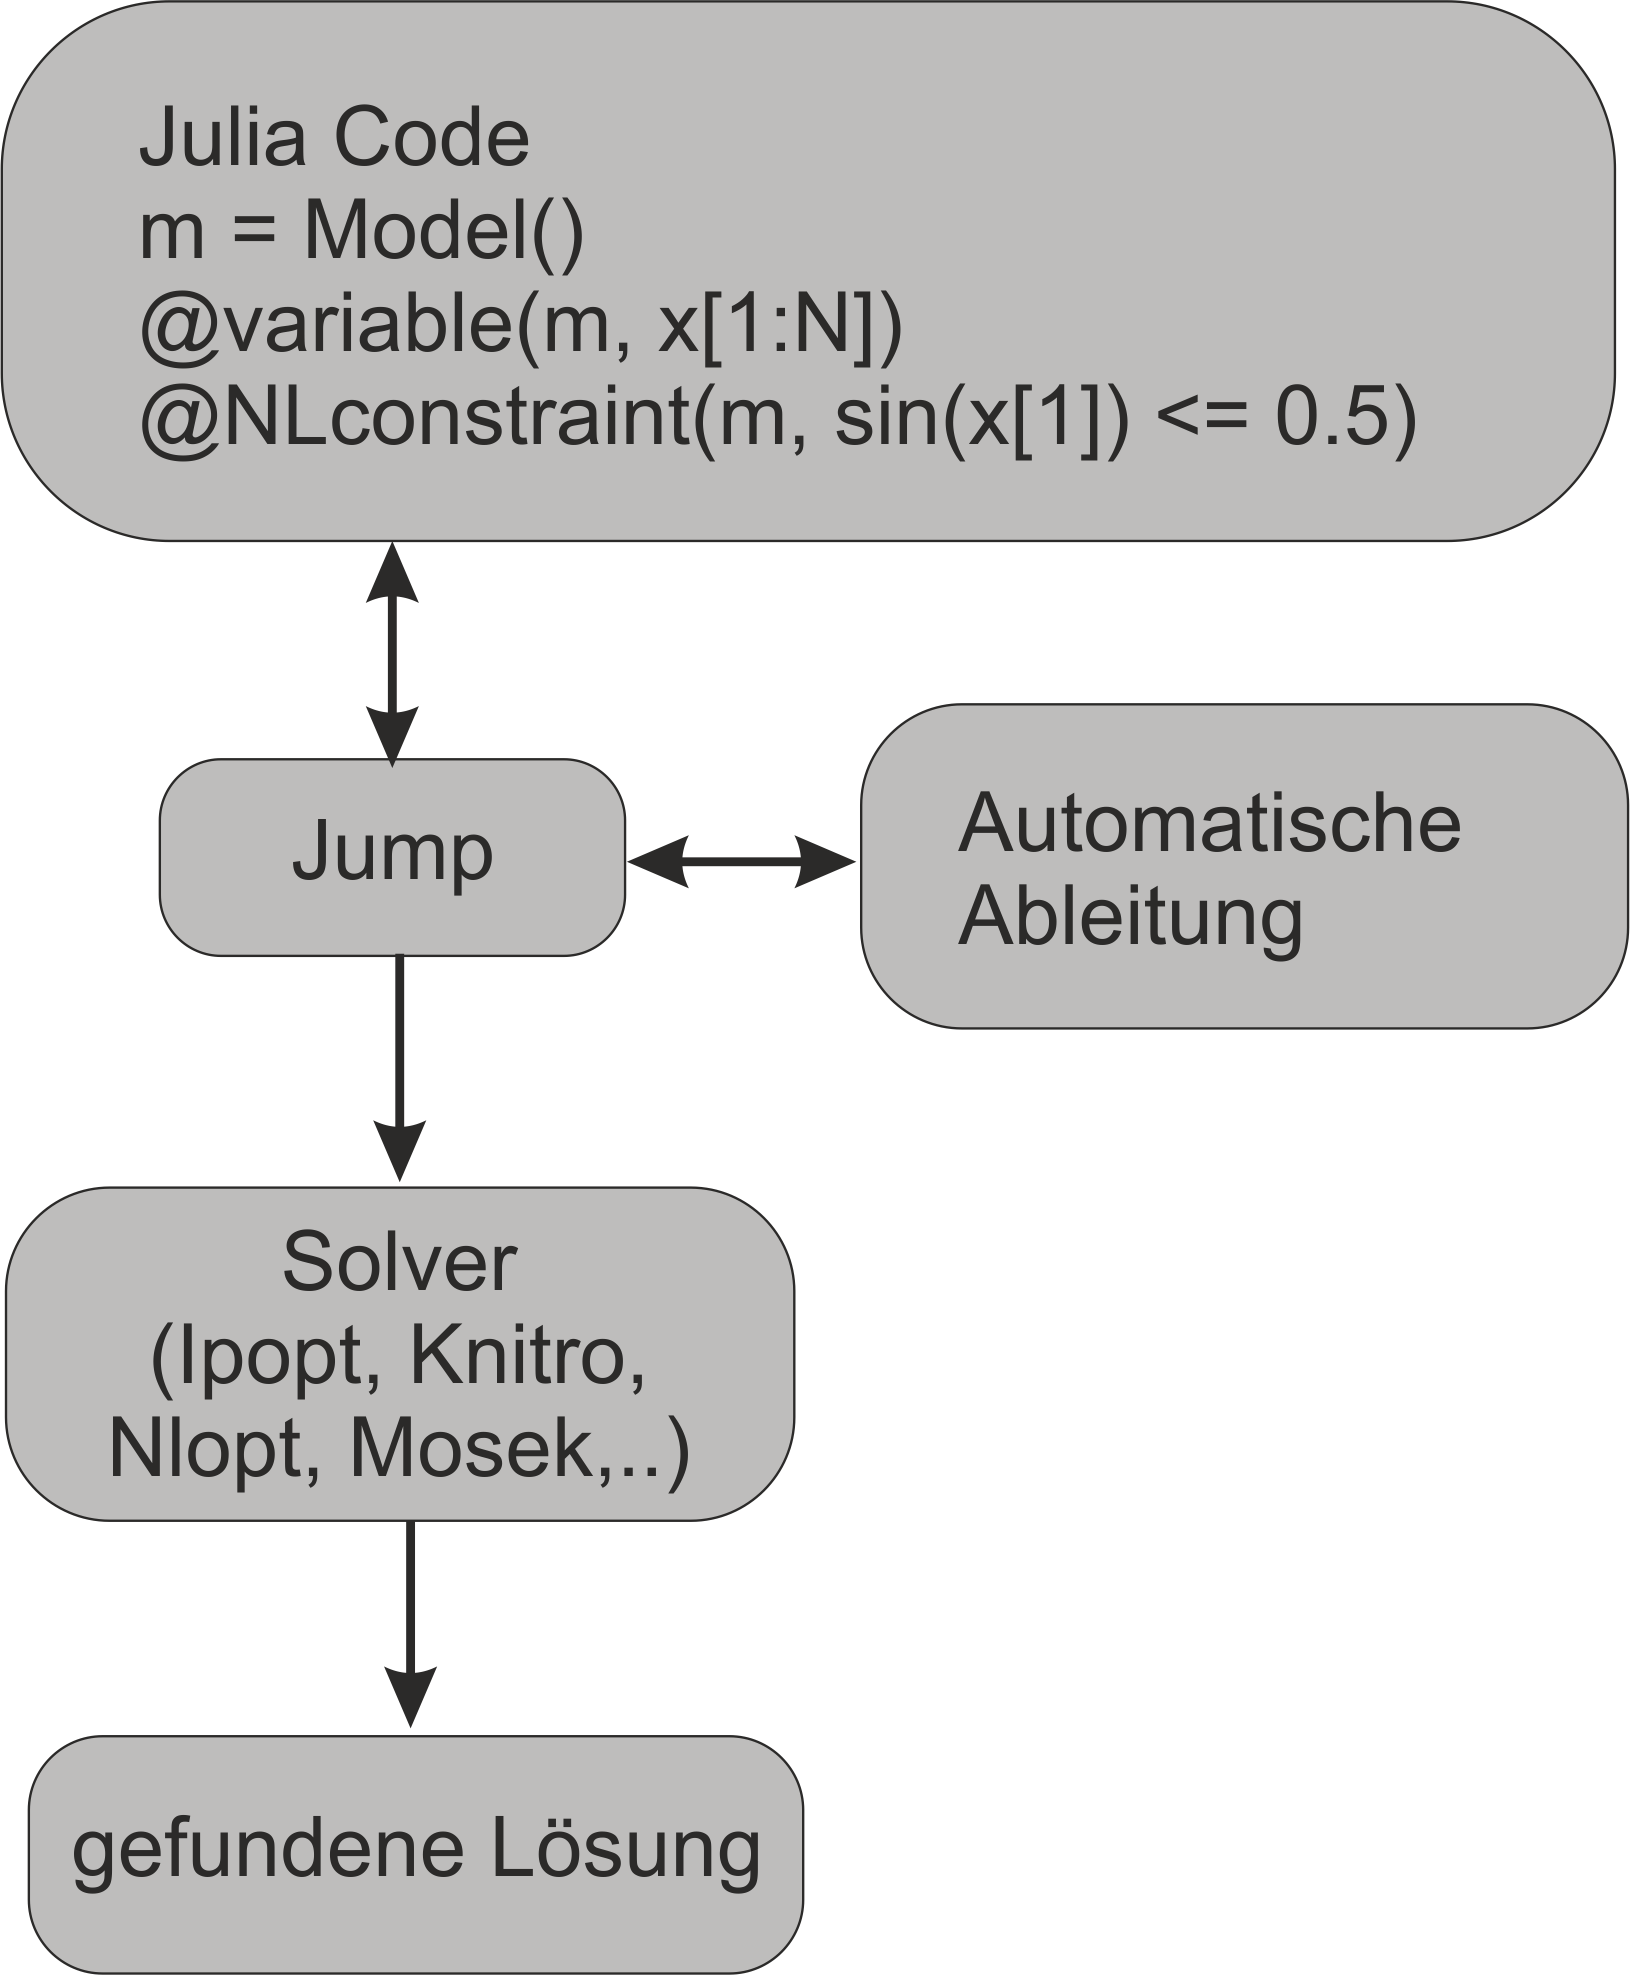 Julia Code
m = Model()
@variable(m, x[1:N])
@NLconstraint(m, sin(x[1]) <= 0.5)
Jump
Automatische
Ableitung
Solver
(Ipopt, Knitro,
Nlopt, Mosek,..)
gefundene Lösung